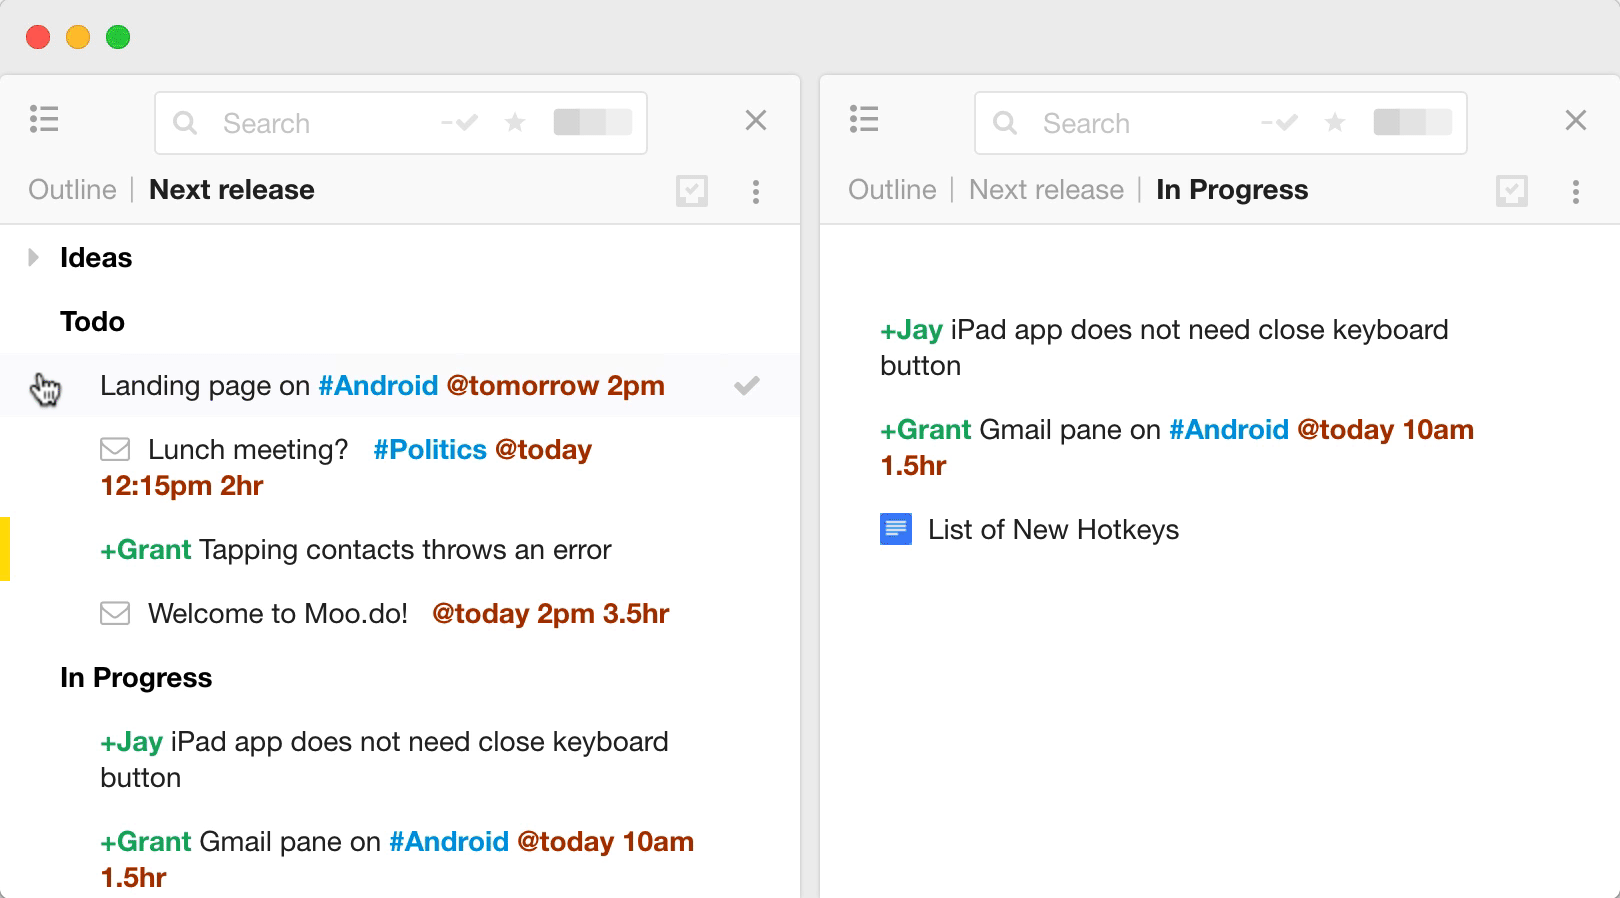 Search
Outline | Next release
Ideas
Todo
Landing page on #Android @tomorrow 2pm
Lunch meeting? #Politics @today
12:15pm 2hr
+Grant Tapping contacts throws an error
Welcome to Moo.do! @today 2pm 3.5hr
In Progress
+Jay iPad app does not need close keyboard
button
+Grant Gmail pane on #Android @today 10am
1.5hr
Search
Outline | Next release | In Progress
+Jay iPad app does not need close keyboard
button
+Grant Gmail pane on #Android @today 10am
1.5hr
List of New Hotkeys